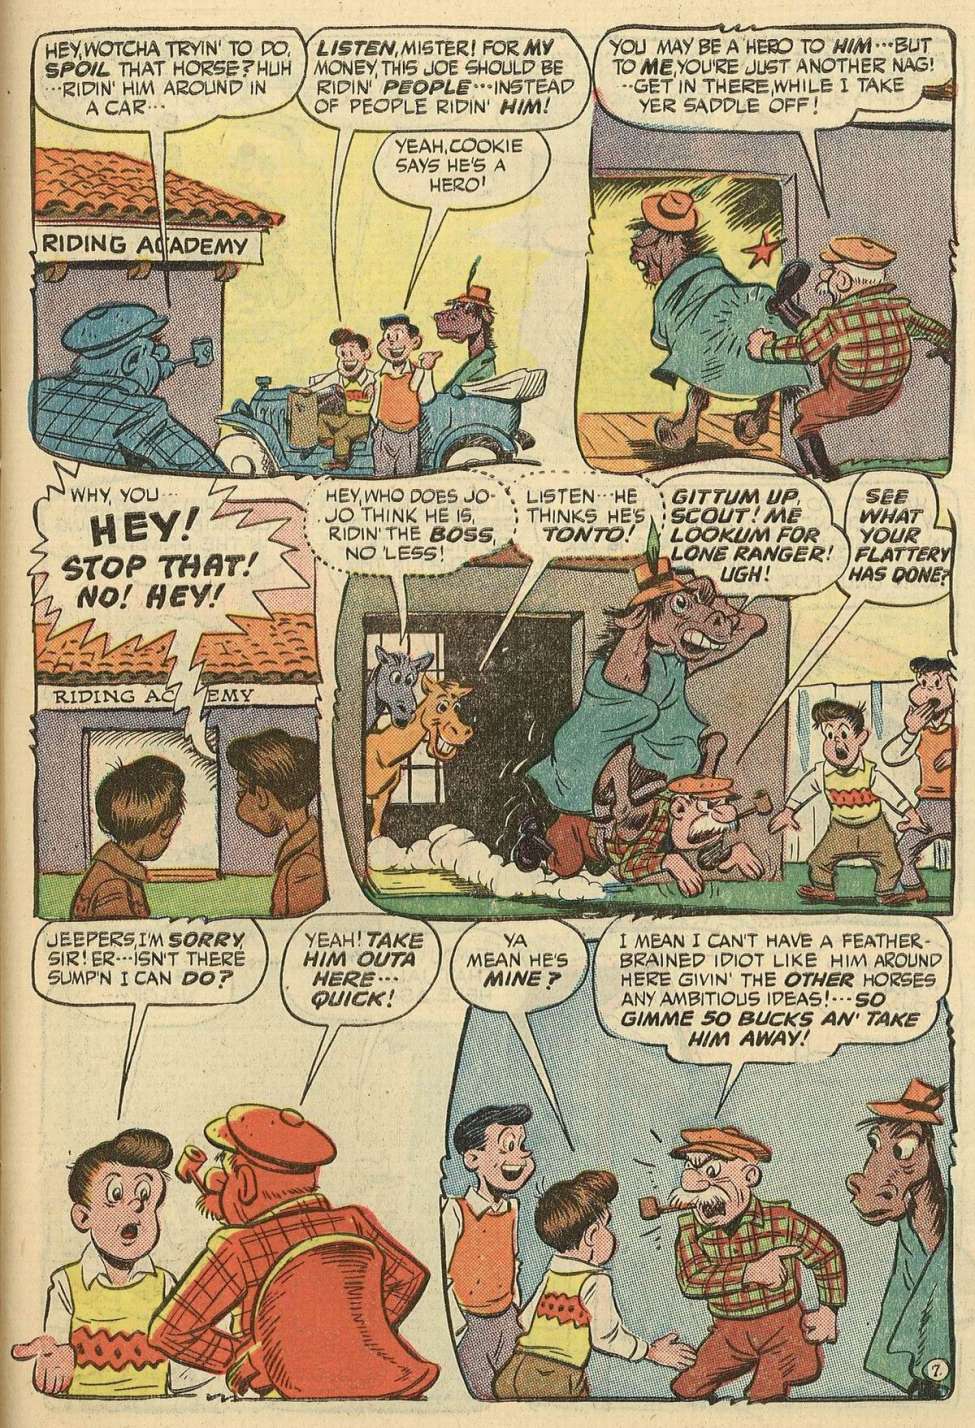 HEY, WOTCHA TRYIN' TO DO,
SPOIL THAT HORSE? HUH
···RIDIN' HIM AROUND IN
A CAR···
LISTEN, MISTER! FOR MY
MONEY, THIS JOE SHOULD BE
RIDIN' PEOPLE···INSTEAD
OF PEOPLE RIDIN' HIM!
YEAH, COOKIE
SAYS HE'S A
HERO!
RIDING ACADEMY
YOU MAY BE A HERO TO HIM···BUT
TO ME, YOU'RE JUST ANOTHER NAG!
··GET IN THERE, WHILE I TAKE
YER SADDLE OFF!
WHY, YOU···
HEY!
STOP THAT!
NO! HEY!
RIDING AC EMY
HEY, WHO DOES JO-
JO THINK HE IS,
RIDIN' THE BOSS,
NO 'LESS!
LISTEN···HE
THINKS HE'S
TONTO!
GITTUM UP,
SCOUT! ME
LOOKUM FOR
LONE RANGER!
UGH!
SEE
WHAT
YOUR
FLATTERY
HAS DONE?
JEEPERS, I'M SORRY,
SIR! ER···ISN'T THERE
SUMP'N I CAN DO?
YEAH! TAKE
HIM OUTA
HERE···
QUICK!
YA
MEAN HE'S
MINE?
I MEAN I CAN'T HAVE A FEATHER-
BRAINED IDIOT LIKE HIM AROUND
HERE GIVIN' THE OTHER HORSES
ANY AMBITIOUS IDEAS!···SO
GIMME 50 BUCKS AN' TAKE
HIM AWAY!
7